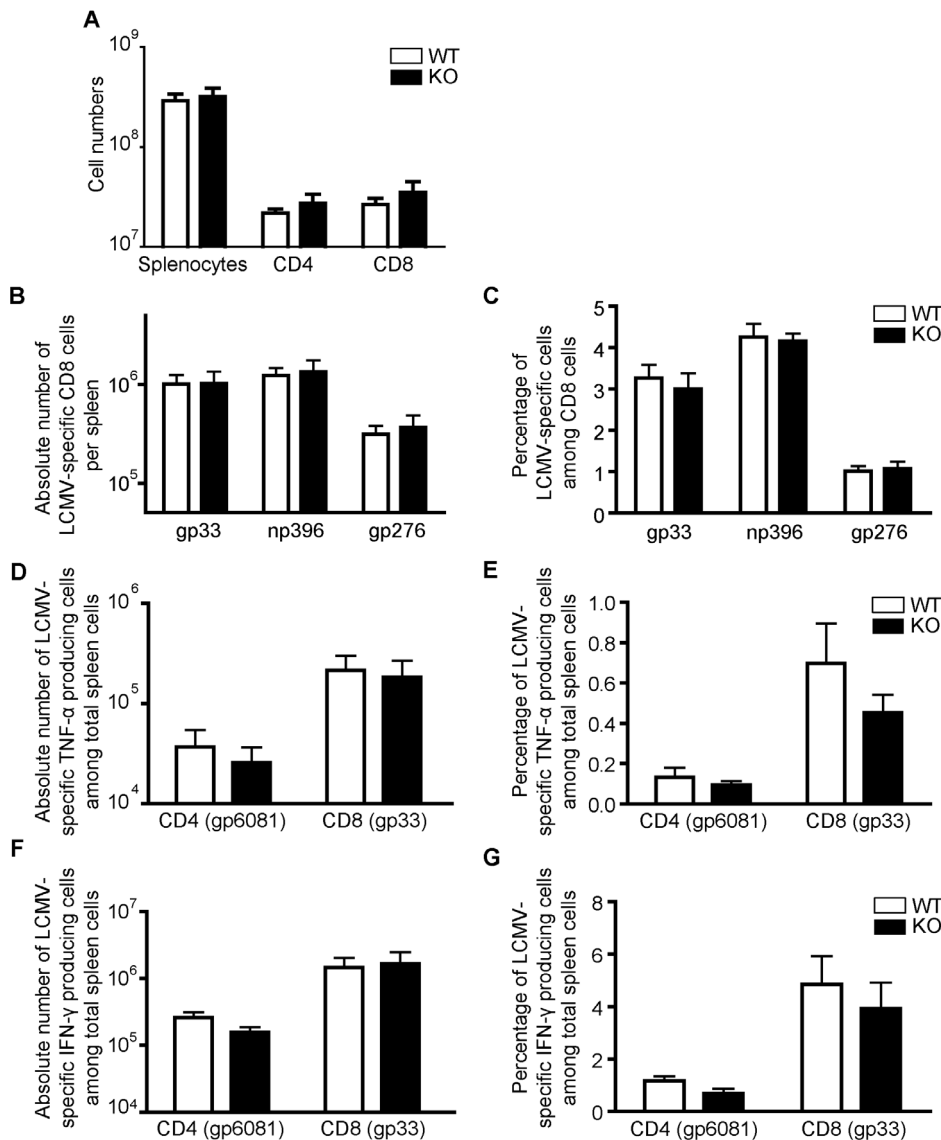 A
10⁹
10⁸
10⁷
Cell numbers
WT
KO
Splenocytes CD4 CD8
B
Absolute number of
LCMV-specific CD8 cells
per spleen
10⁶
10⁵
gp33 np396 gp276
C
Percentage of
LCMV-specific cells
among CD8 cells
5
4
3
2
1
0
WT
KO
gp33 np396 gp276
D
Absolute number of LCMV-
specific TNF-α producing cells
among total spleen cells
10⁶
10⁵
10⁴
CD4 (gp6081) CD8 (gp33)
E
Percentage of LCMV-
specific TNF-α producing cells
among total spleen cells
1.0
0.8
0.6
0.4
0.2
0.0
WT
KO
CD4 (gp6081) CD8 (gp33)
F
Absolute number of LCMV-
specific IFN-γ producing cells
among total spleen cells
10⁷
10⁶
10⁵
10⁴
CD4 (gp6081) CD8 (gp33)
G
Percentage of LCMV-
specific IFN-γ producing cells
among total spleen cells
8
6
4
2
0
WT
KO
CD4 (gp6081) CD8 (gp33)